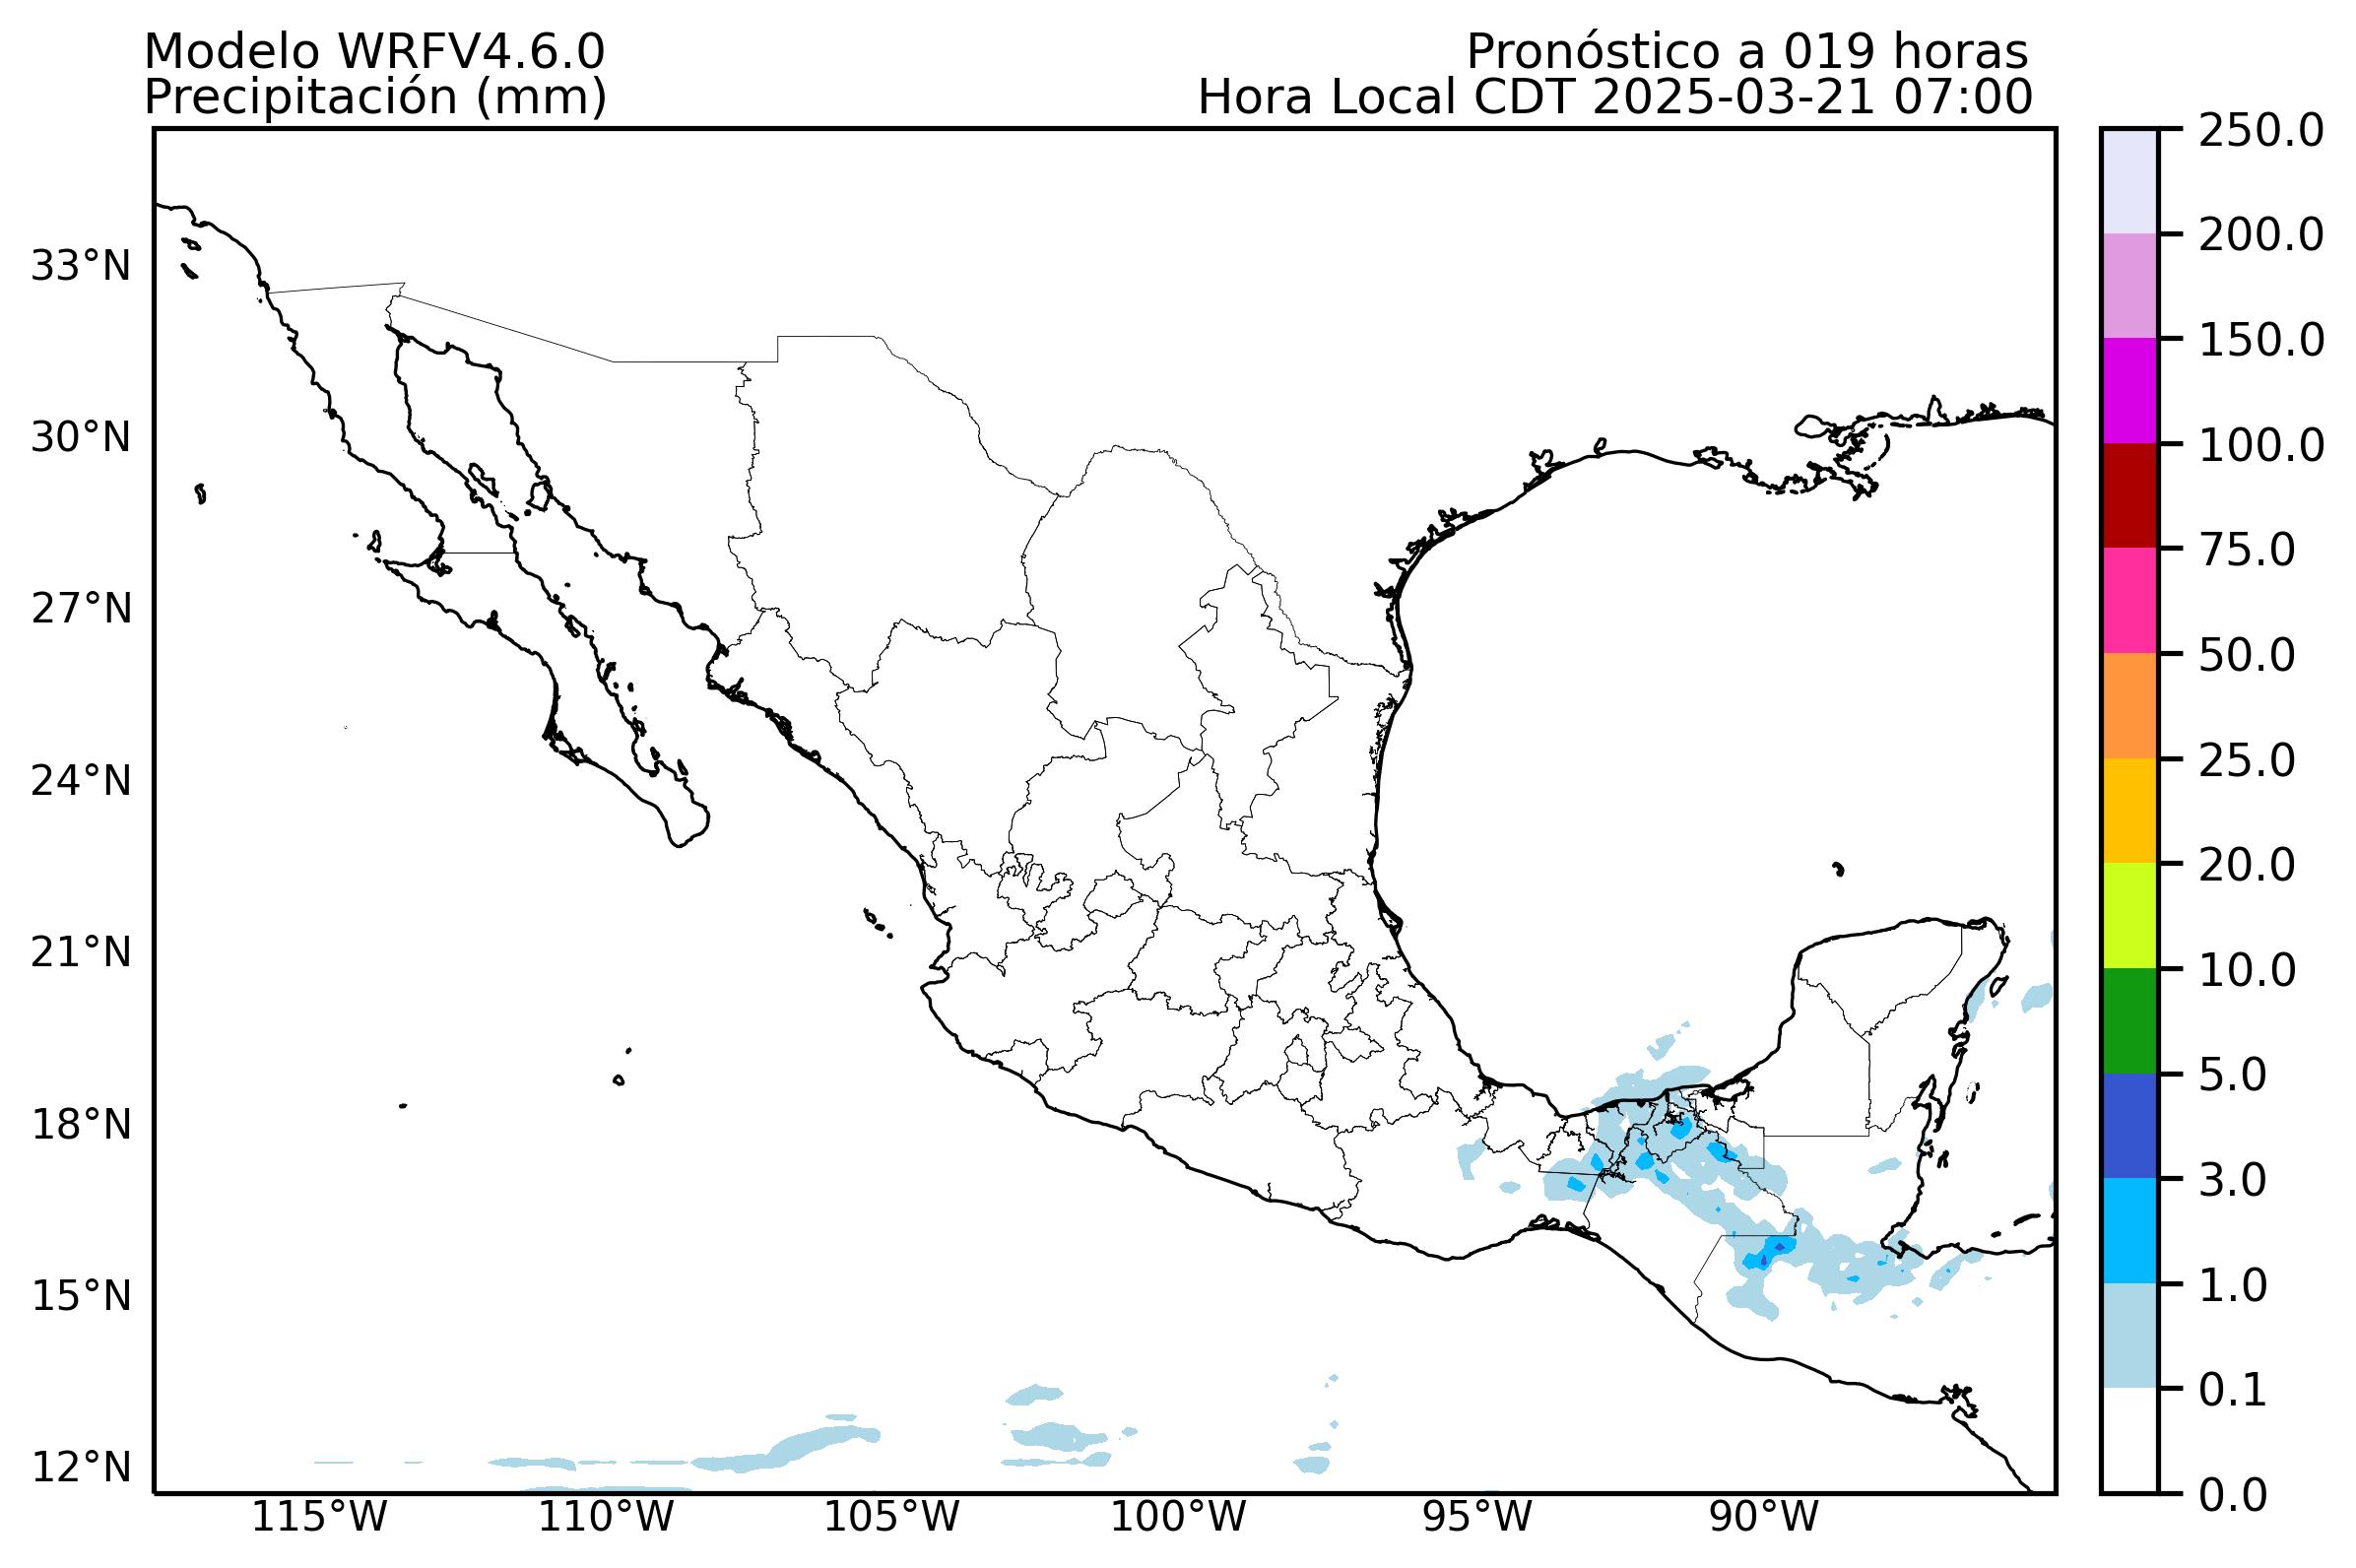 Modelo WRFV4.6.0
Precipitación (mm)
Pronóstico a 019 horas
Hora Local CDT 2025-03-21 07:00
33°N
30°N
27°N
24°N
21°N
18°N
15°N
12°N
115°W
110°W
105°W
100°W
95°W
90°W
250.0
200.0
150.0
100.0
75.0
50.0
25.0
20.0
10.0
5.0
3.0
1.0
0.1
0.0